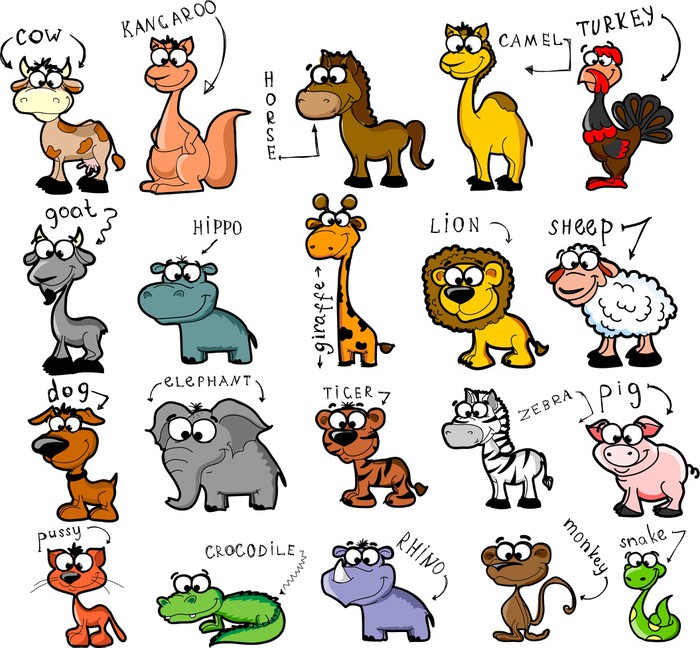 COW
KANGAROO
HORSE
CAMEL
TURKEY
goat
HiPPO
giraffe
LION
SHEEP
dog
eLEPHANT
TiGER
ZEBRA
pig
pussy
CROCODiLE
RHINO
monkey
snake